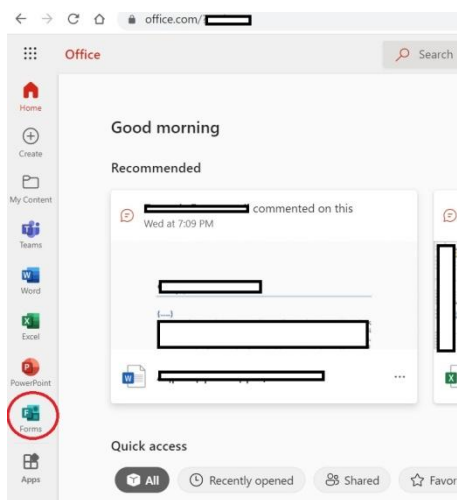 office.com/
Office
Search
Home
Create
My Content
Teams
Word
Excel
PowerPoint
Forms
Apps
Good morning
Recommended
commented on this
Wed at 7:09 PM
Quick access
All
Recently opened
Shared
Favor